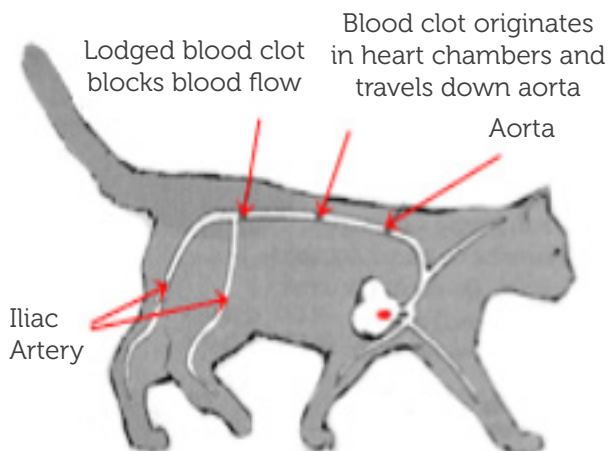 Lodged blood clot
blocks blood flow
Blood clot originates
in heart chambers and
travels down aorta
Aorta
Iliac
Artery